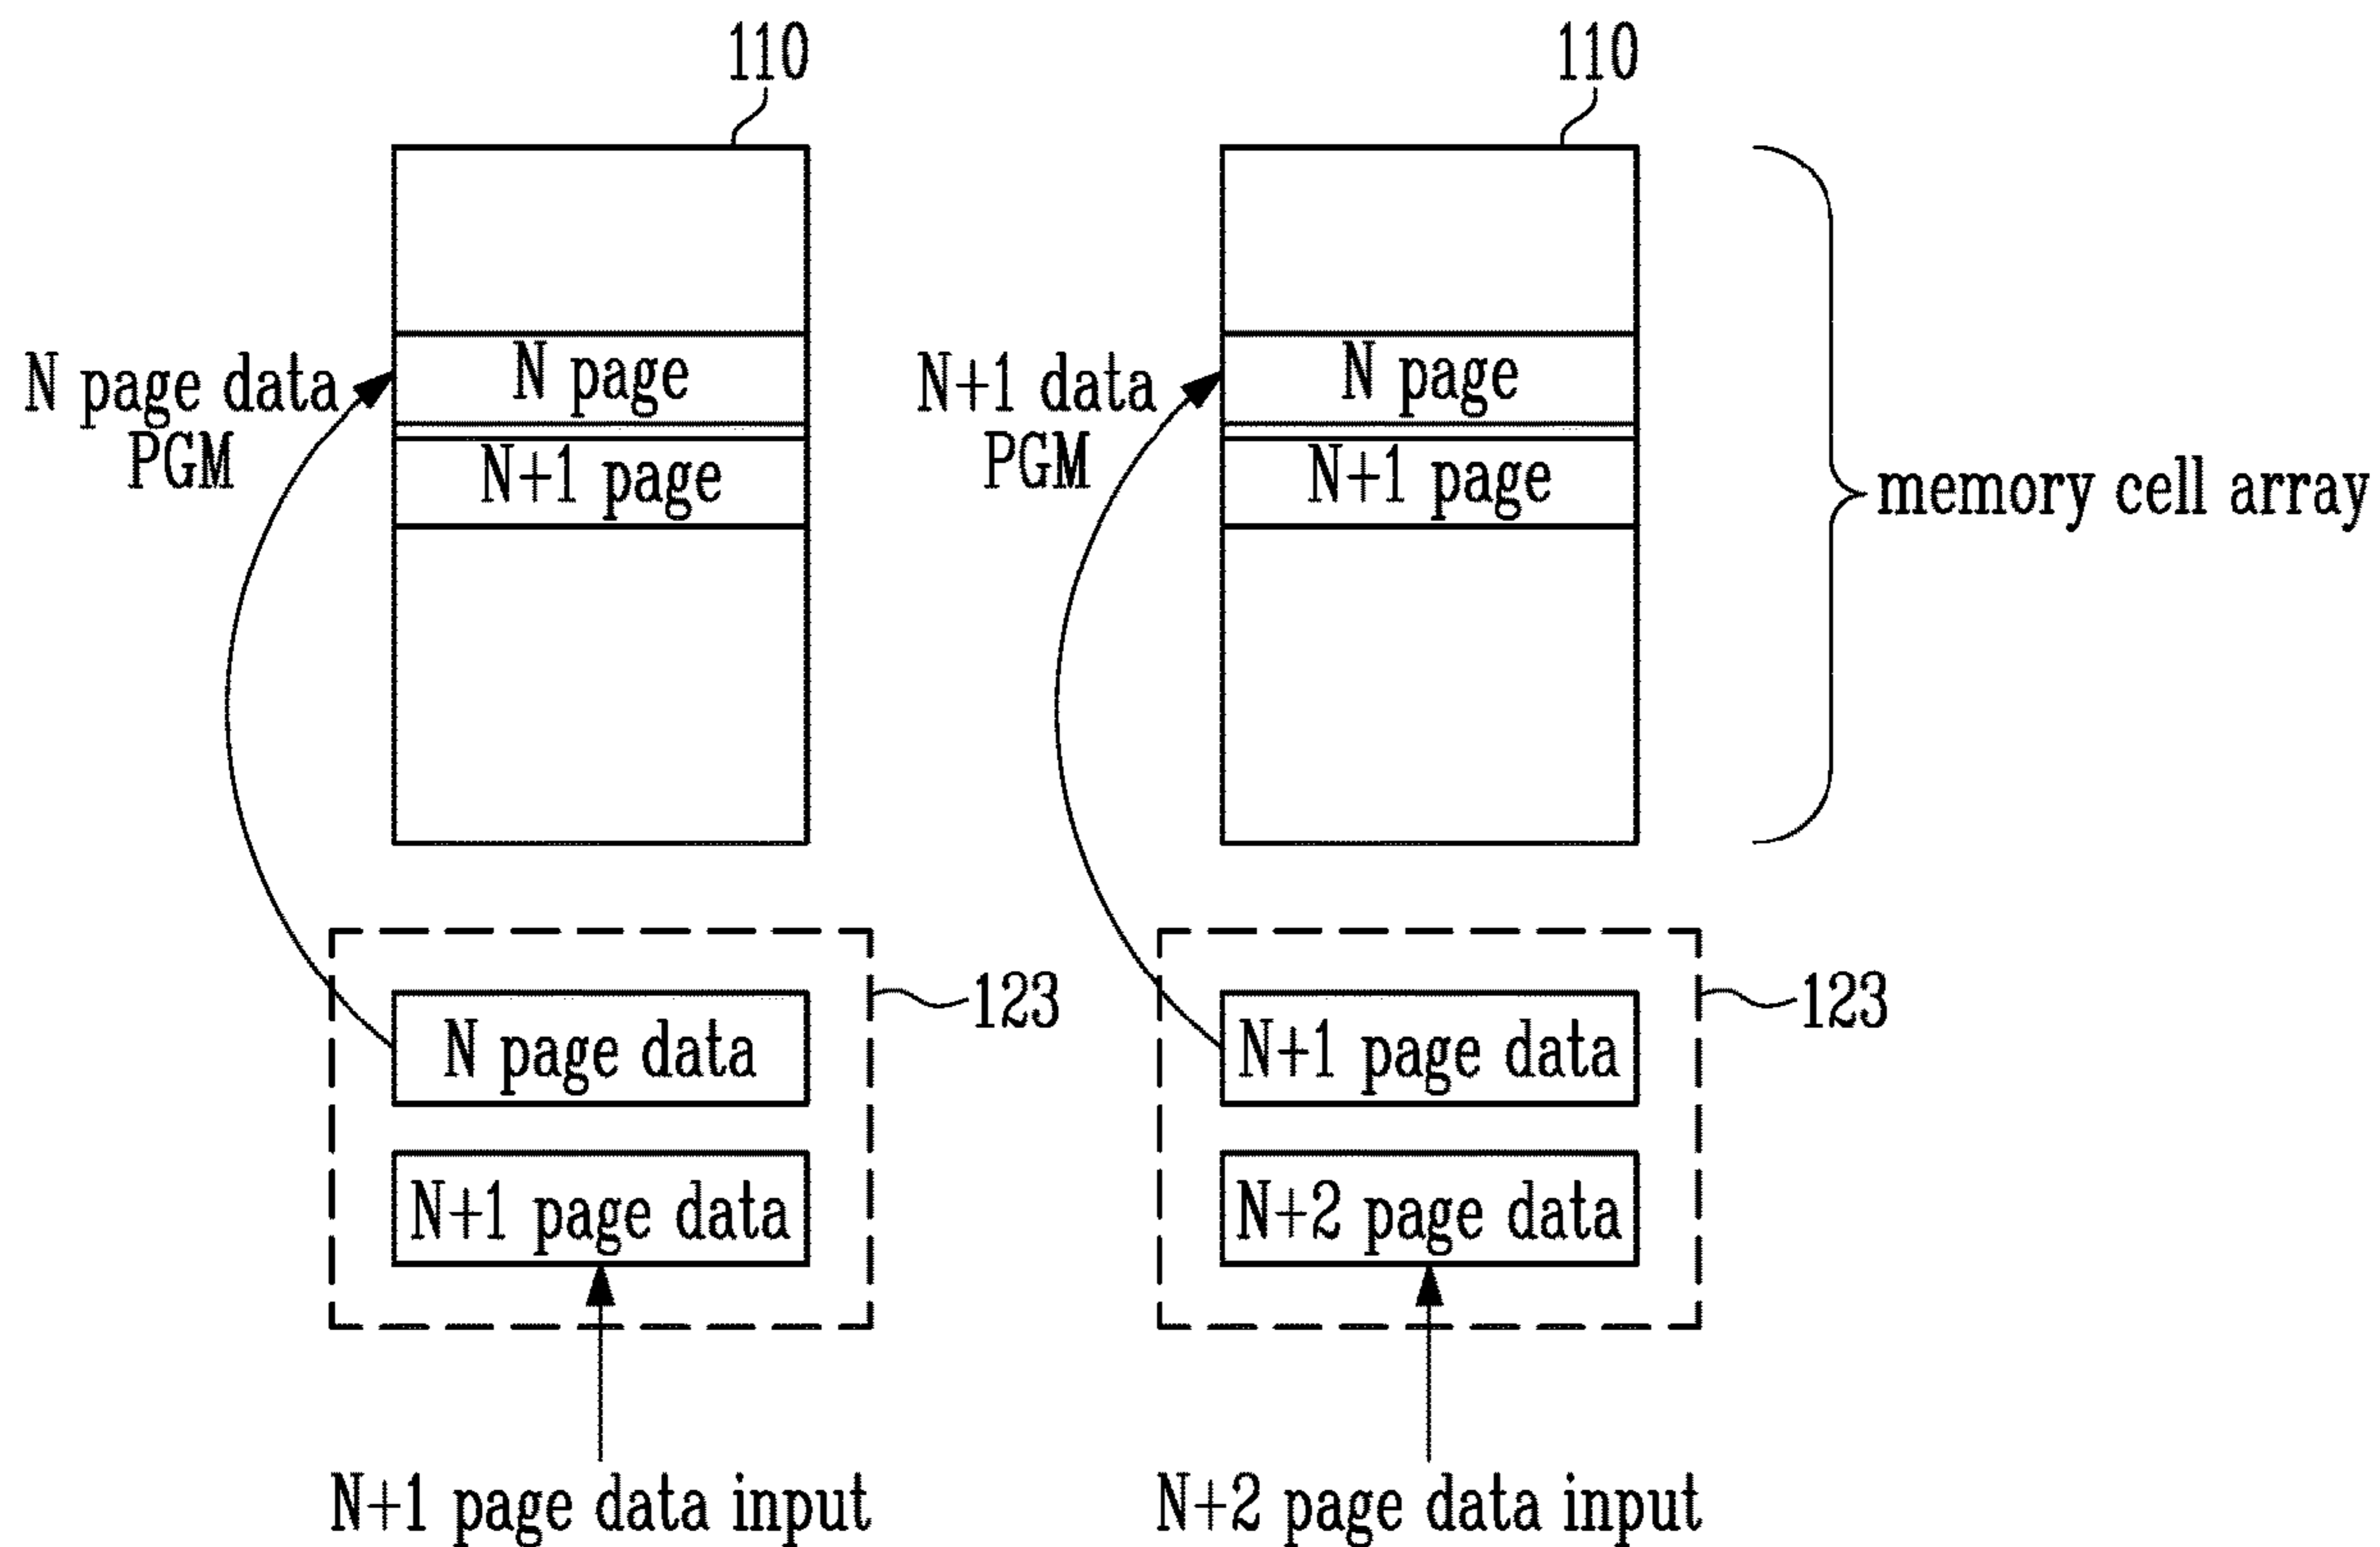 110
N page data
PGM
N page
N+1 page
123
N page data
N+1 page data
N+1 page data input
110
N+1 data
PGM
N page
N+1 page
memory cell array
123
N+1 page data
N+2 page data
N+2 page data input